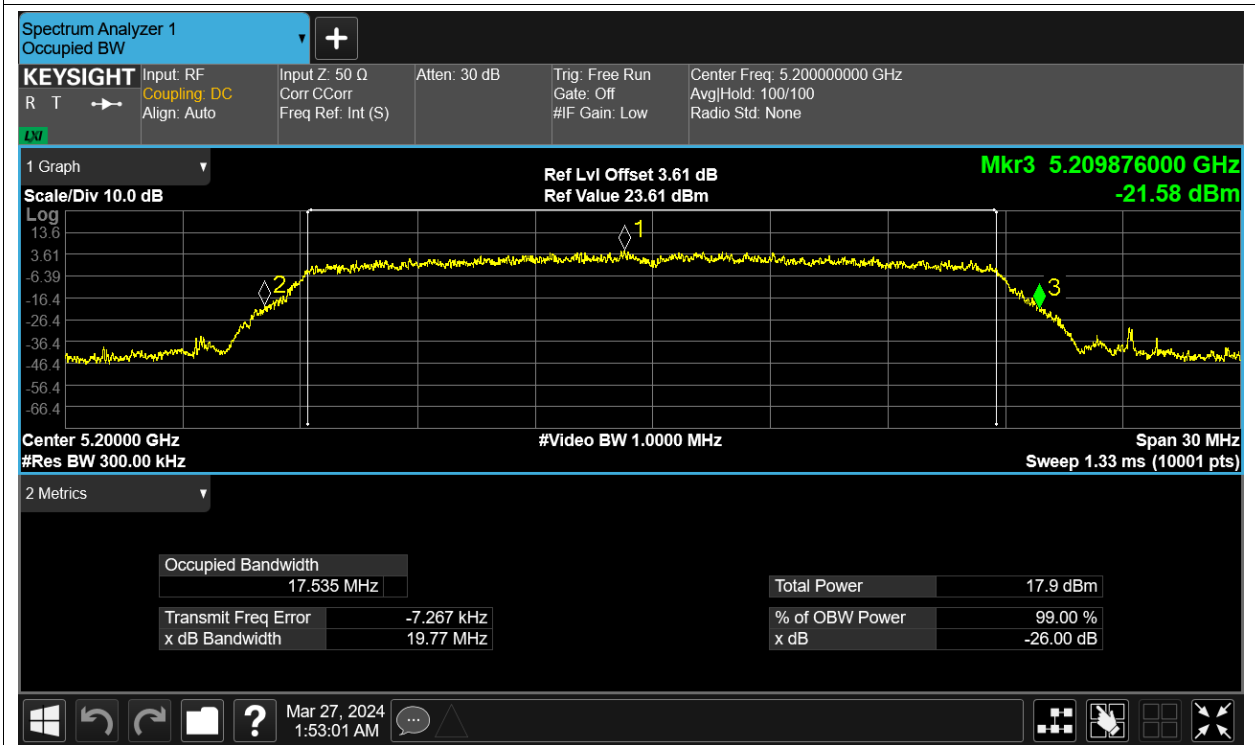 Spectrum Analyzer 1
Occupied BW
KEYSIGHT
R T
LXI
Input: RF
Coupling: DC
Align: Auto
Input Z: 50 Ω
Corr CCorr
Freq Ref: Int (S)
Atten: 30 dB
Trig: Free Run
Gate: Off
#IF Gain: Low
Center Freq: 5.200000000 GHz
Avg|Hold: 100/100
Radio Std: None
1 Graph
Scale/Div 10.0 dB
Ref Lvl Offset 3.61 dB
Ref Value 23.61 dBm
Mkr3 5.209876000 GHz
-21.58 dBm
Log
13.6
3.61
-6.39
-16.4
-26.4
-36.4
-46.4
-56.4
-66.4
1
2
3
Center 5.20000 GHz
#Res BW 300.00 kHz
#Video BW 1.0000 MHz
Span 30 MHz
Sweep 1.33 ms (10001 pts)
2 Metrics
Occupied Bandwidth
17.535 MHz
Transmit Freq Error -7.267 kHz
x dB Bandwidth 19.77 MHz
Total Power 17.9 dBm
% of OBW Power 99.00 %
x dB -26.00 dB
?
Mar 27, 2024
1:53:01 AM